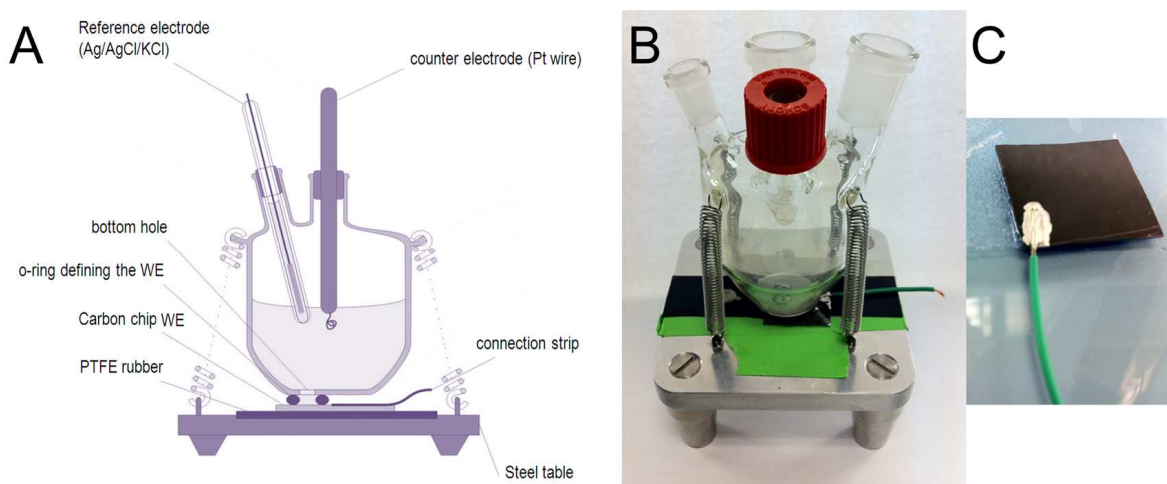 A
Reference electrode
(Ag/AgCl/KCl)
counter electrode (Pt wire)
bottom hole
o-ring defining the WE
Carbon chip WE
PTFE rubber
connection strip
Steel table
B
C